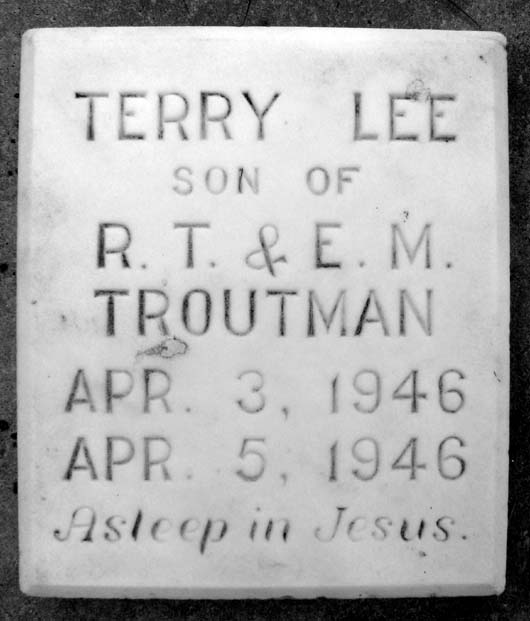 TERRY LEE
SON OF
R. T. & E. M.
TROUTMAN
APR. 3, 1946
APR. 5, 1946
Asleep in Jesus.